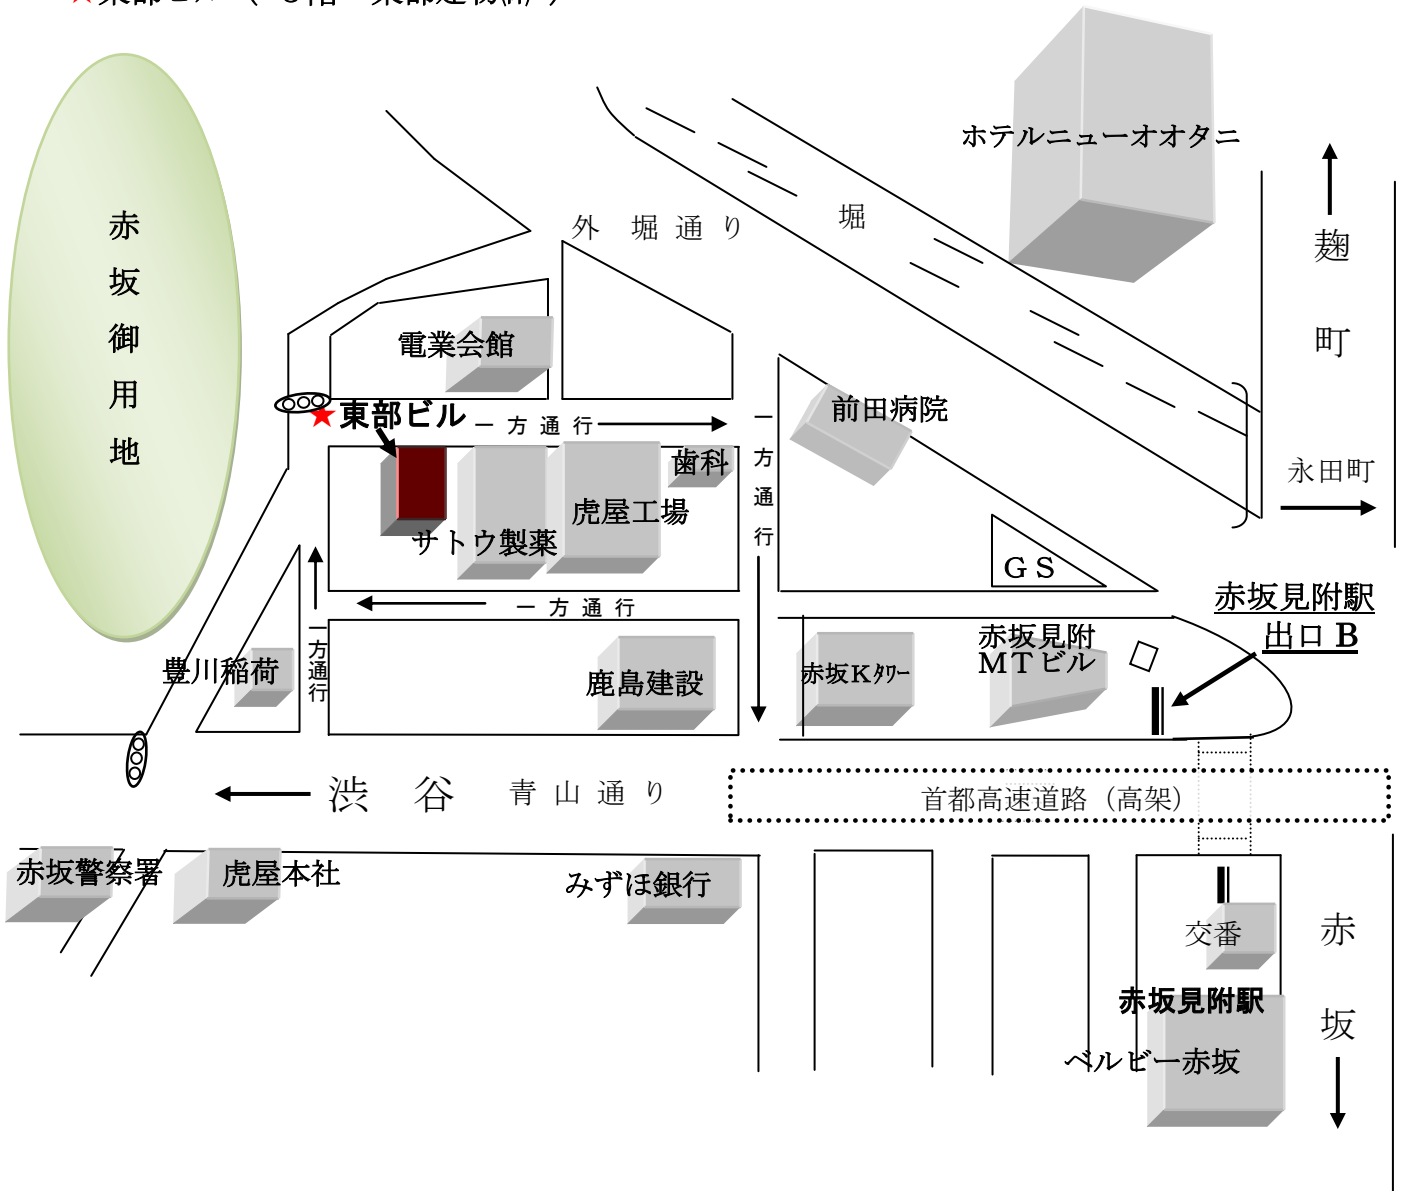 ホテルニューオオタニ
赤坂御用地
外 堀 通 り
堀
麹町
電業会館
★東部ビル
一 方 通 行
一方通行
前田病院
歯科
永田町
虎屋工場
サトウ製薬
GS
赤坂見附駅
出口 B
一 方 通 行
一方通行
豊川稲荷
鹿島建設
赤坂Kタワー
赤坂見附
MTビル
渋 谷
青 山 通 り
首都高速道路（高架）
赤坂警察署
虎屋本社
みずほ銀行
交番
赤坂
赤坂見附駅
ベルビー赤坂